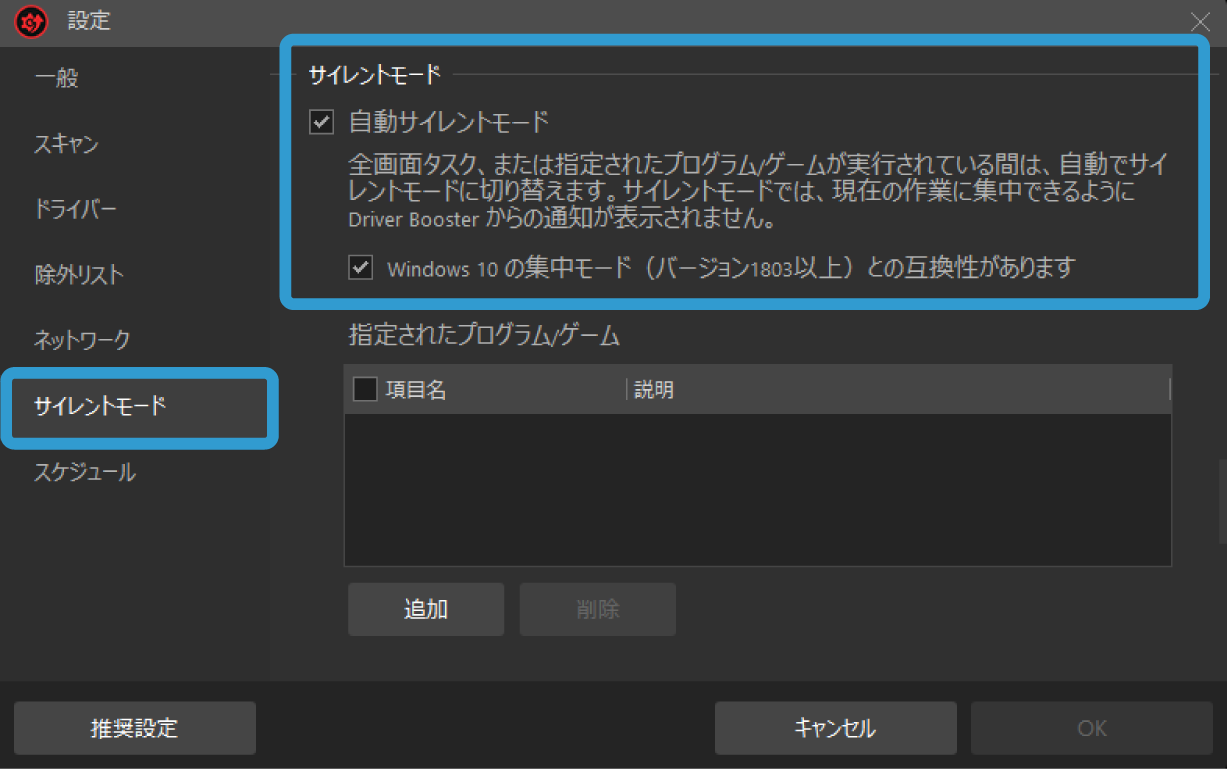 設定
一般
スキャン
ドライバー
除外リスト
ネットワーク
サイレントモード
スケジュール
サイレントモード
自動サイレントモード
全画面タスク、または指定されたプログラム/ゲームが実行されている間は、自動でサイ
レントモードに切り替えます。サイレントモードでは、現在の作業に集中できるように
Driver Booster からの通知が表示されません。
Windows 10 の集中モード（バージョン1803以上）との互換性があります
指定されたプログラム/ゲーム
項目名 説明
追加 削除
推奨設定 キャンセル OK